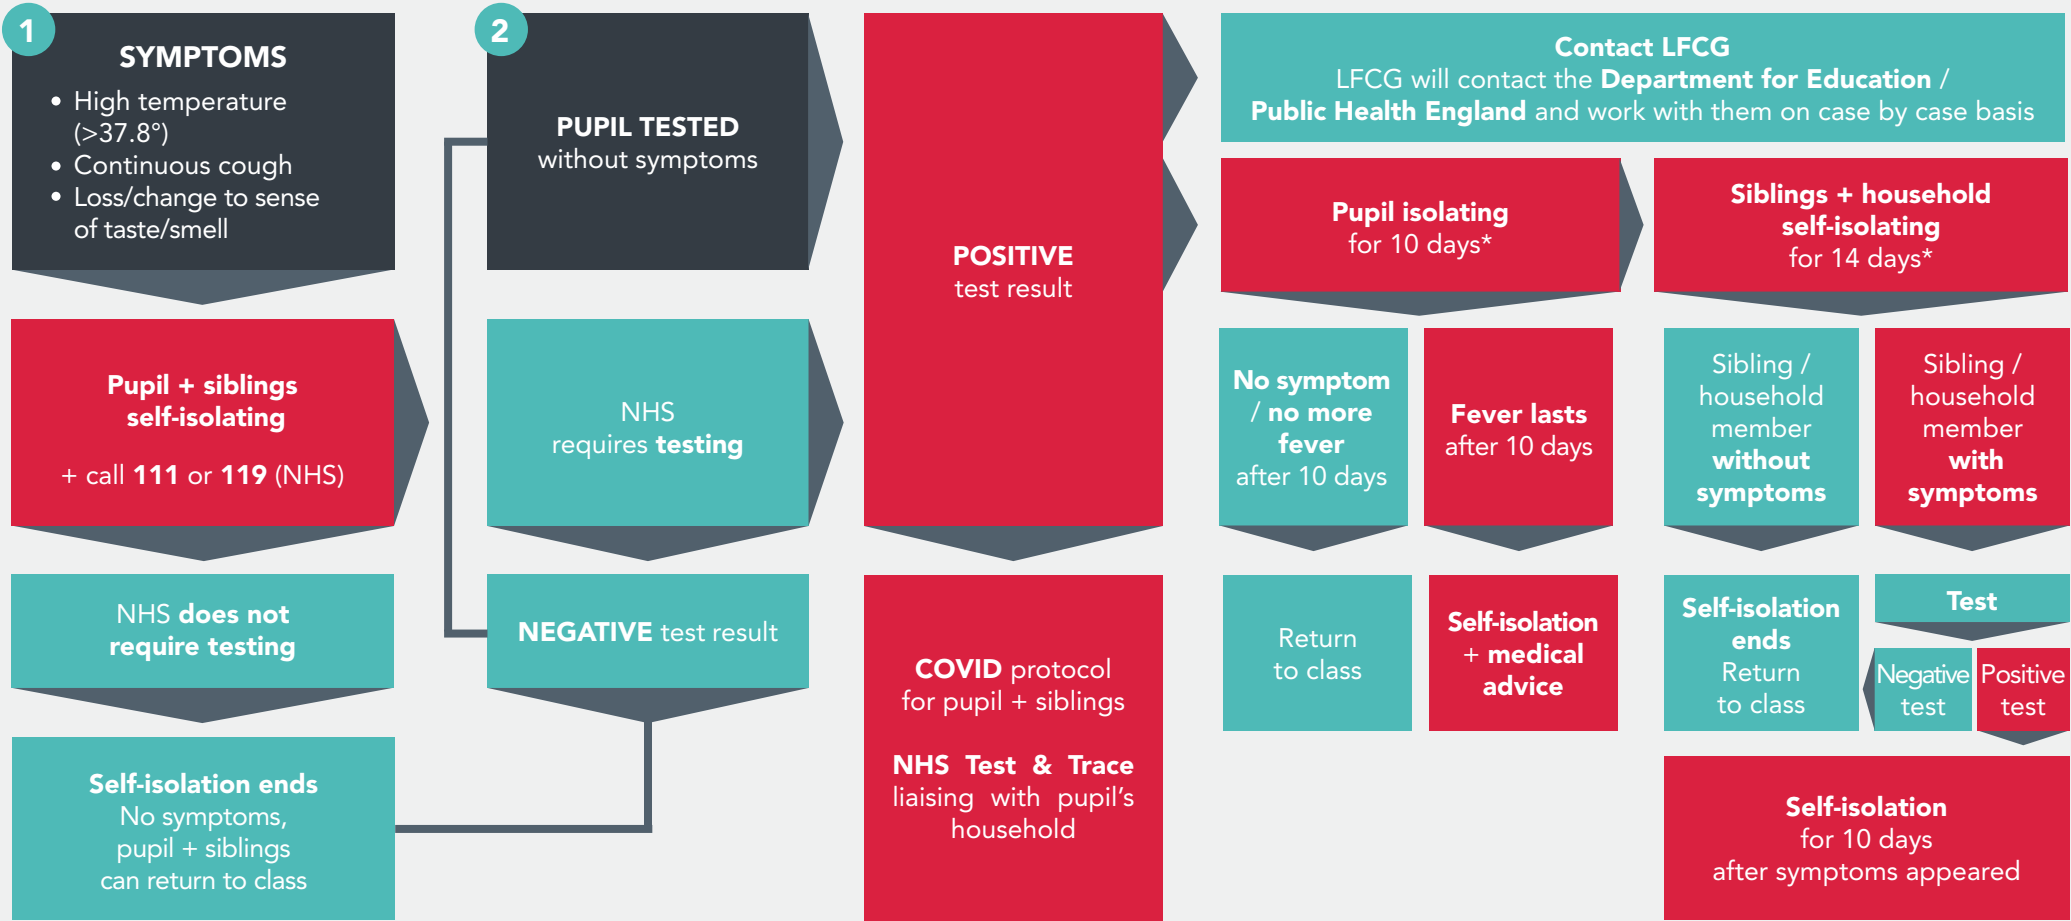 1
SYMPTOMS
• High temperature
(>37.8°)
• Continuous cough
• Loss/change to sense
of taste/smell
Pupil + siblings
self-isolating
+ call 111 or 119 (NHS)
NHS does not
require testing
Self-isolation ends
No symptoms,
pupil + siblings
can return to class
2
PUPIL TESTED
without symptoms
NHS
requires testing
NEGATIVE test result
POSITIVE
test result
COVID protocol
for pupil + siblings
NHS Test & Trace
liaising with pupil’s
household
Contact LFCG
LFCG will contact the Department for Education /
Public Health England and work with them on case by case basis
Pupil isolating
for 10 days*
Siblings + household
self-isolating
for 14 days*
No symptom
/ no more
fever
after 10 days
Fever lasts
after 10 days
Sibling /
household
member
without
symptoms
Sibling /
household
member
with
symptoms
Return
to class
Self-isolation
+ medical
advice
Self-isolation
ends
Return
to class
Test
Negative
test
Positive
test
Self-isolation
for 10 days
after symptoms appeared